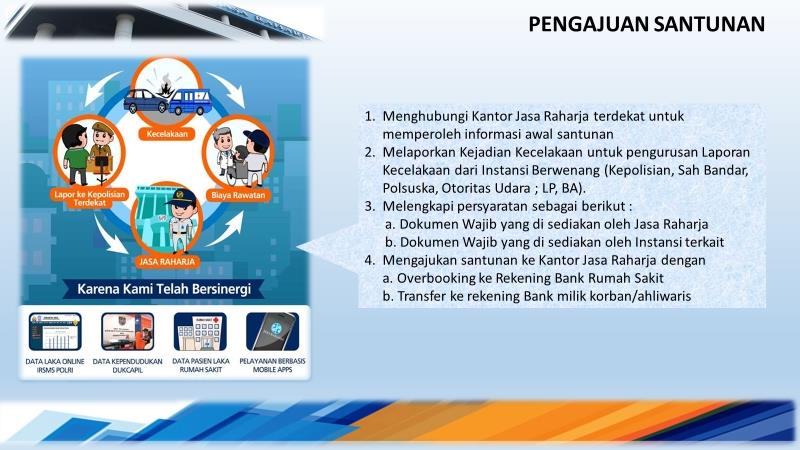 PENGAJUAN SANTUNAN
Kecelakaan
Lapor ke Kepolisian
Terdekat
Biaya Rawatan
JASA RAHARJA
Karena Kami Telah Bersinergi
DATA LAKA ONLINE
IRSMS POLRI
DATA KEPENDUDUKAN
DUKCAPIL
DATA PASIEN LAKA
RUMAH SAKIT
PELAYANAN BERBASIS
MOBILE APPS
1. Menghubungi Kantor Jasa Raharja terdekat untuk
memperoleh informasi awal santunan
2. Melaporkan Kejadian Kecelakaan untuk pengurusan Laporan
Kecelakaan dari Instansi Berwenang (Kepolisian, Sah Bandar,
Polsuska, Otoritas Udara ; LP, BA).
3. Melengkapi persyaratan sebagai berikut :
a. Dokumen Wajib yang di sediakan oleh Jasa Raharja
b. Dokumen Wajib yang di sediakan oleh Instansi terkait
4. Mengajukan santunan ke Kantor Jasa Raharja dengan
a. Overbooking ke Rekening Bank Rumah Sakit
b. Transfer ke rekening Bank milik korban/ahliwaris